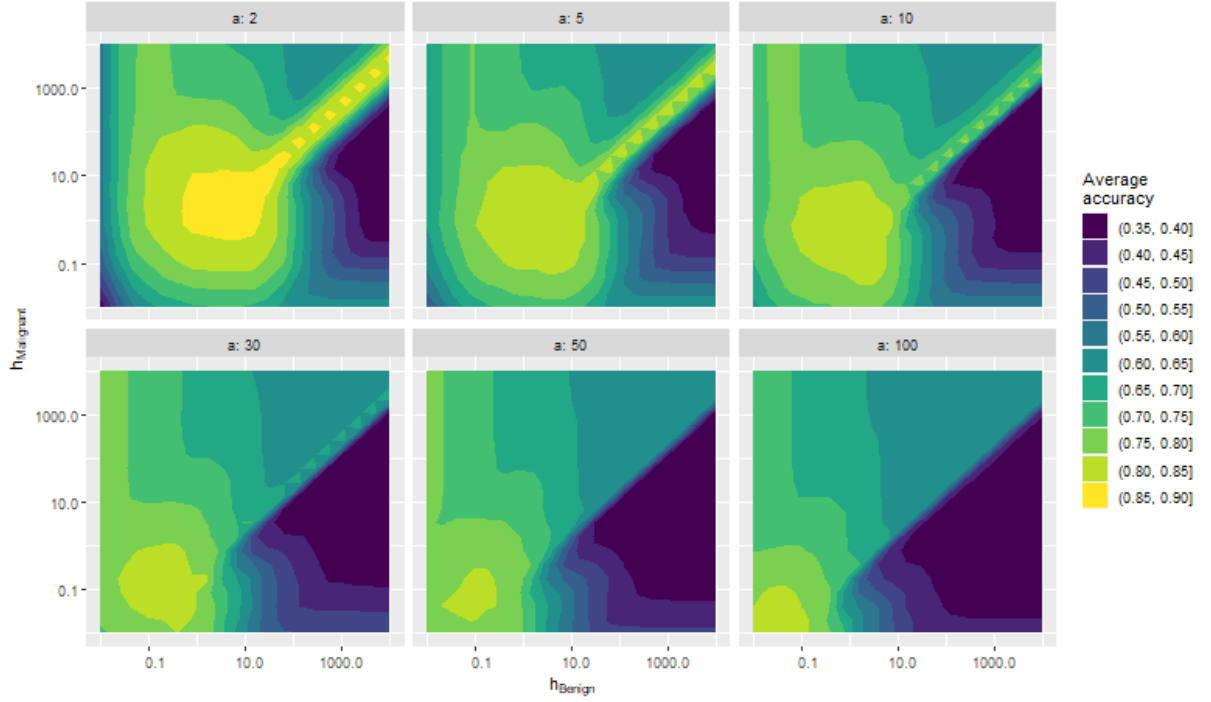 a: 2
a: 5
a: 10
1000.0
10.0
0.1
a: 30
a: 50
a: 100
1000.0
10.0
0.1
0.1
10.0
1000.0
0.1
10.0
1000.0
0.1
10.0
1000.0
hBenign
hMalignant
Average
accuracy
(0.35, 0.40]
(0.40, 0.45]
(0.45, 0.50]
(0.50, 0.55]
(0.55, 0.60]
(0.60, 0.65]
(0.65, 0.70]
(0.70, 0.75]
(0.75, 0.80]
(0.80, 0.85]
(0.85, 0.90]